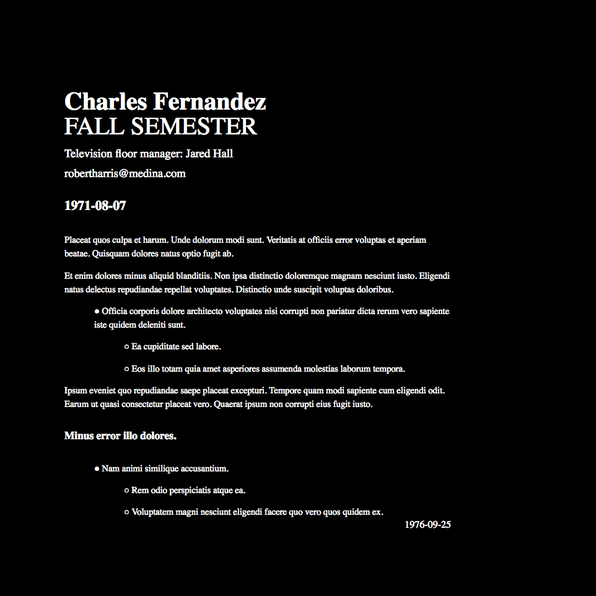 Charles Fernandez
FALL SEMESTER
Television floor manager: Jared Hall
robertharris@medina.com
1971-08-07
Placeat quos culpa et harum. Unde dolorum modi sunt. Veritatis at officiis error voluptas et aperiam
beatae. Quisquam dolores natus optio fugit ab.
Et enim dolores minus aliquid blanditiis. Non ipsa distinctio doloremque magnam nesciunt iusto. Eligendi
natus delectus repudiandae repellat voluptates. Distinctio unde suscipit voluptas doloribus.
● Officia corporis dolore architecto voluptates nisi corrupti non pariatur dicta rerum vero sapiente
iste quidem deleniti sunt.
○ Ea cupiditate sed labore.
○ Eos illo totam quia amet asperiores assumenda molestias laborum tempora.
Ipsum eveniet quo repudiandae saepe placeat excepturi. Tempore quam modi sapiente cum eligendi odit.
Earum ut quasi consectetur placeat vero. Quaerat ipsum non corrupti eius fugit iusto.
Minus error illo dolores.
● Nam animi similique accusantium.
○ Rem odio perspiciatis atque ea.
○ Voluptatem magni nesciunt eligendi facere quo vero quos quidem ex.
1976-09-25